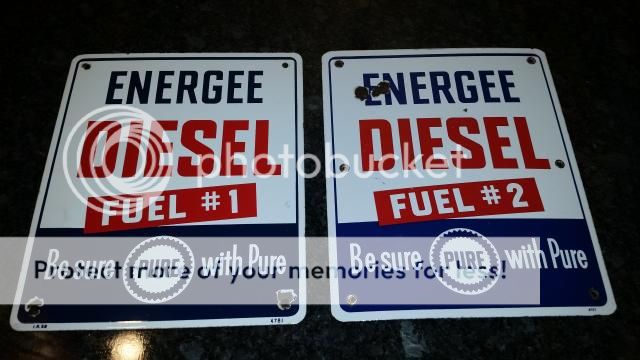 ENERGEE
DIESEL
FUEL #1
Be sure PURE with Pure
ENERGEE
DIESEL
FUEL #2
Be sure PURE with Pure
photobucket
Protect more of your memories for less!